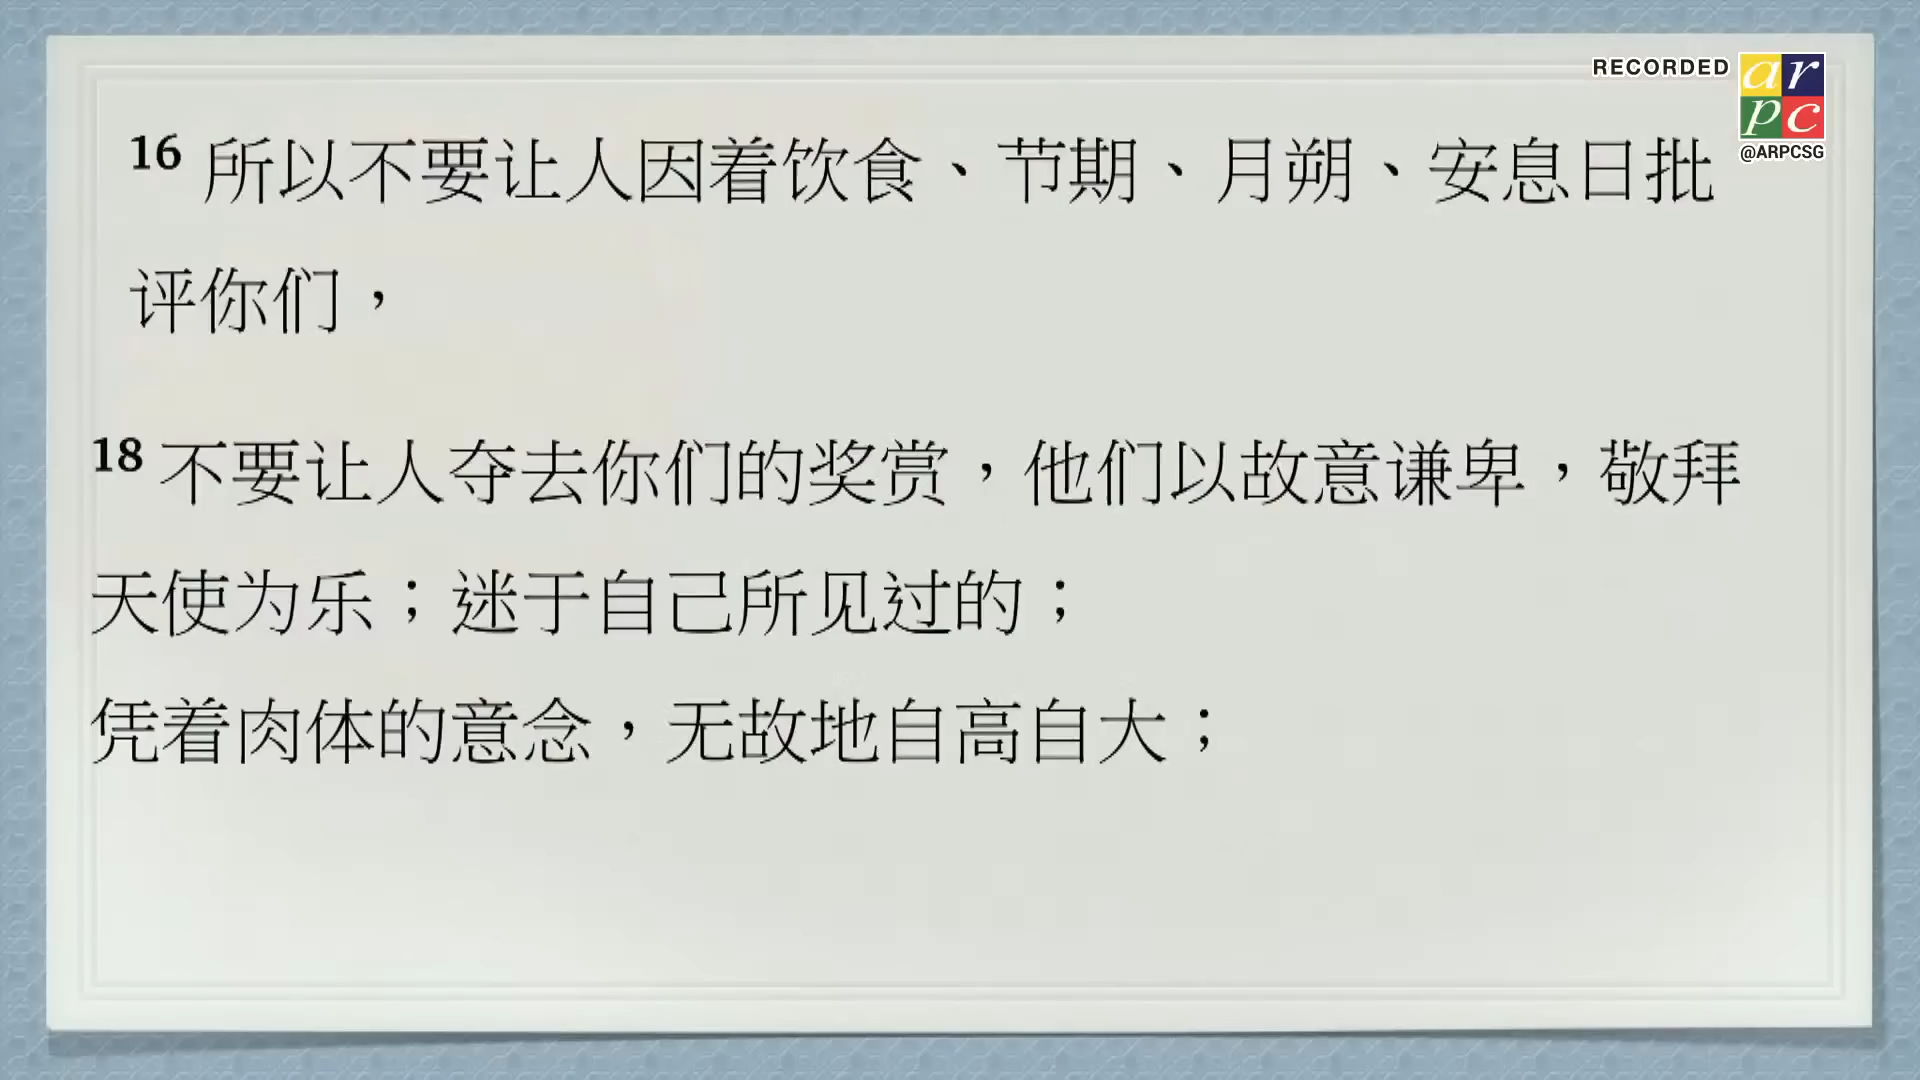 RECORDED
ar
pc
@ARPCSG
16 所以不要让人因着饮食、节期、月朔、安息日批
评你们，
18 不要让人夺去你们的奖赏，他们以故意谦卑，敬拜
天使为乐；迷于自己所见过的；
凭着肉体的意念，无故地自高自大；